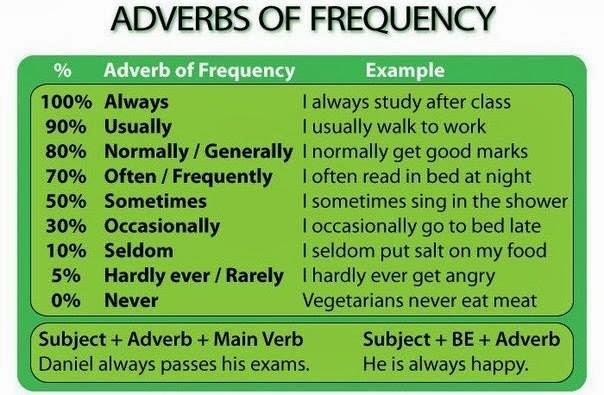 ADVERBS OF FREQUENCY
% Adverb of Frequency Example
100% Always I always study after class
90% Usually I usually walk to work
80% Normally / Generally I normally get good marks
70% Often / Frequently I often read in bed at night
50% Sometimes I sometimes sing in the shower
30% Occasionally I occasionally go to bed late
10% Seldom I seldom put salt on my food
5% Hardly ever / Rarely I hardly ever get angry
0% Never Vegetarians never eat meat
Subject + Adverb + Main Verb Subject + BE + Adverb
Daniel always passes his exams. He is always happy.